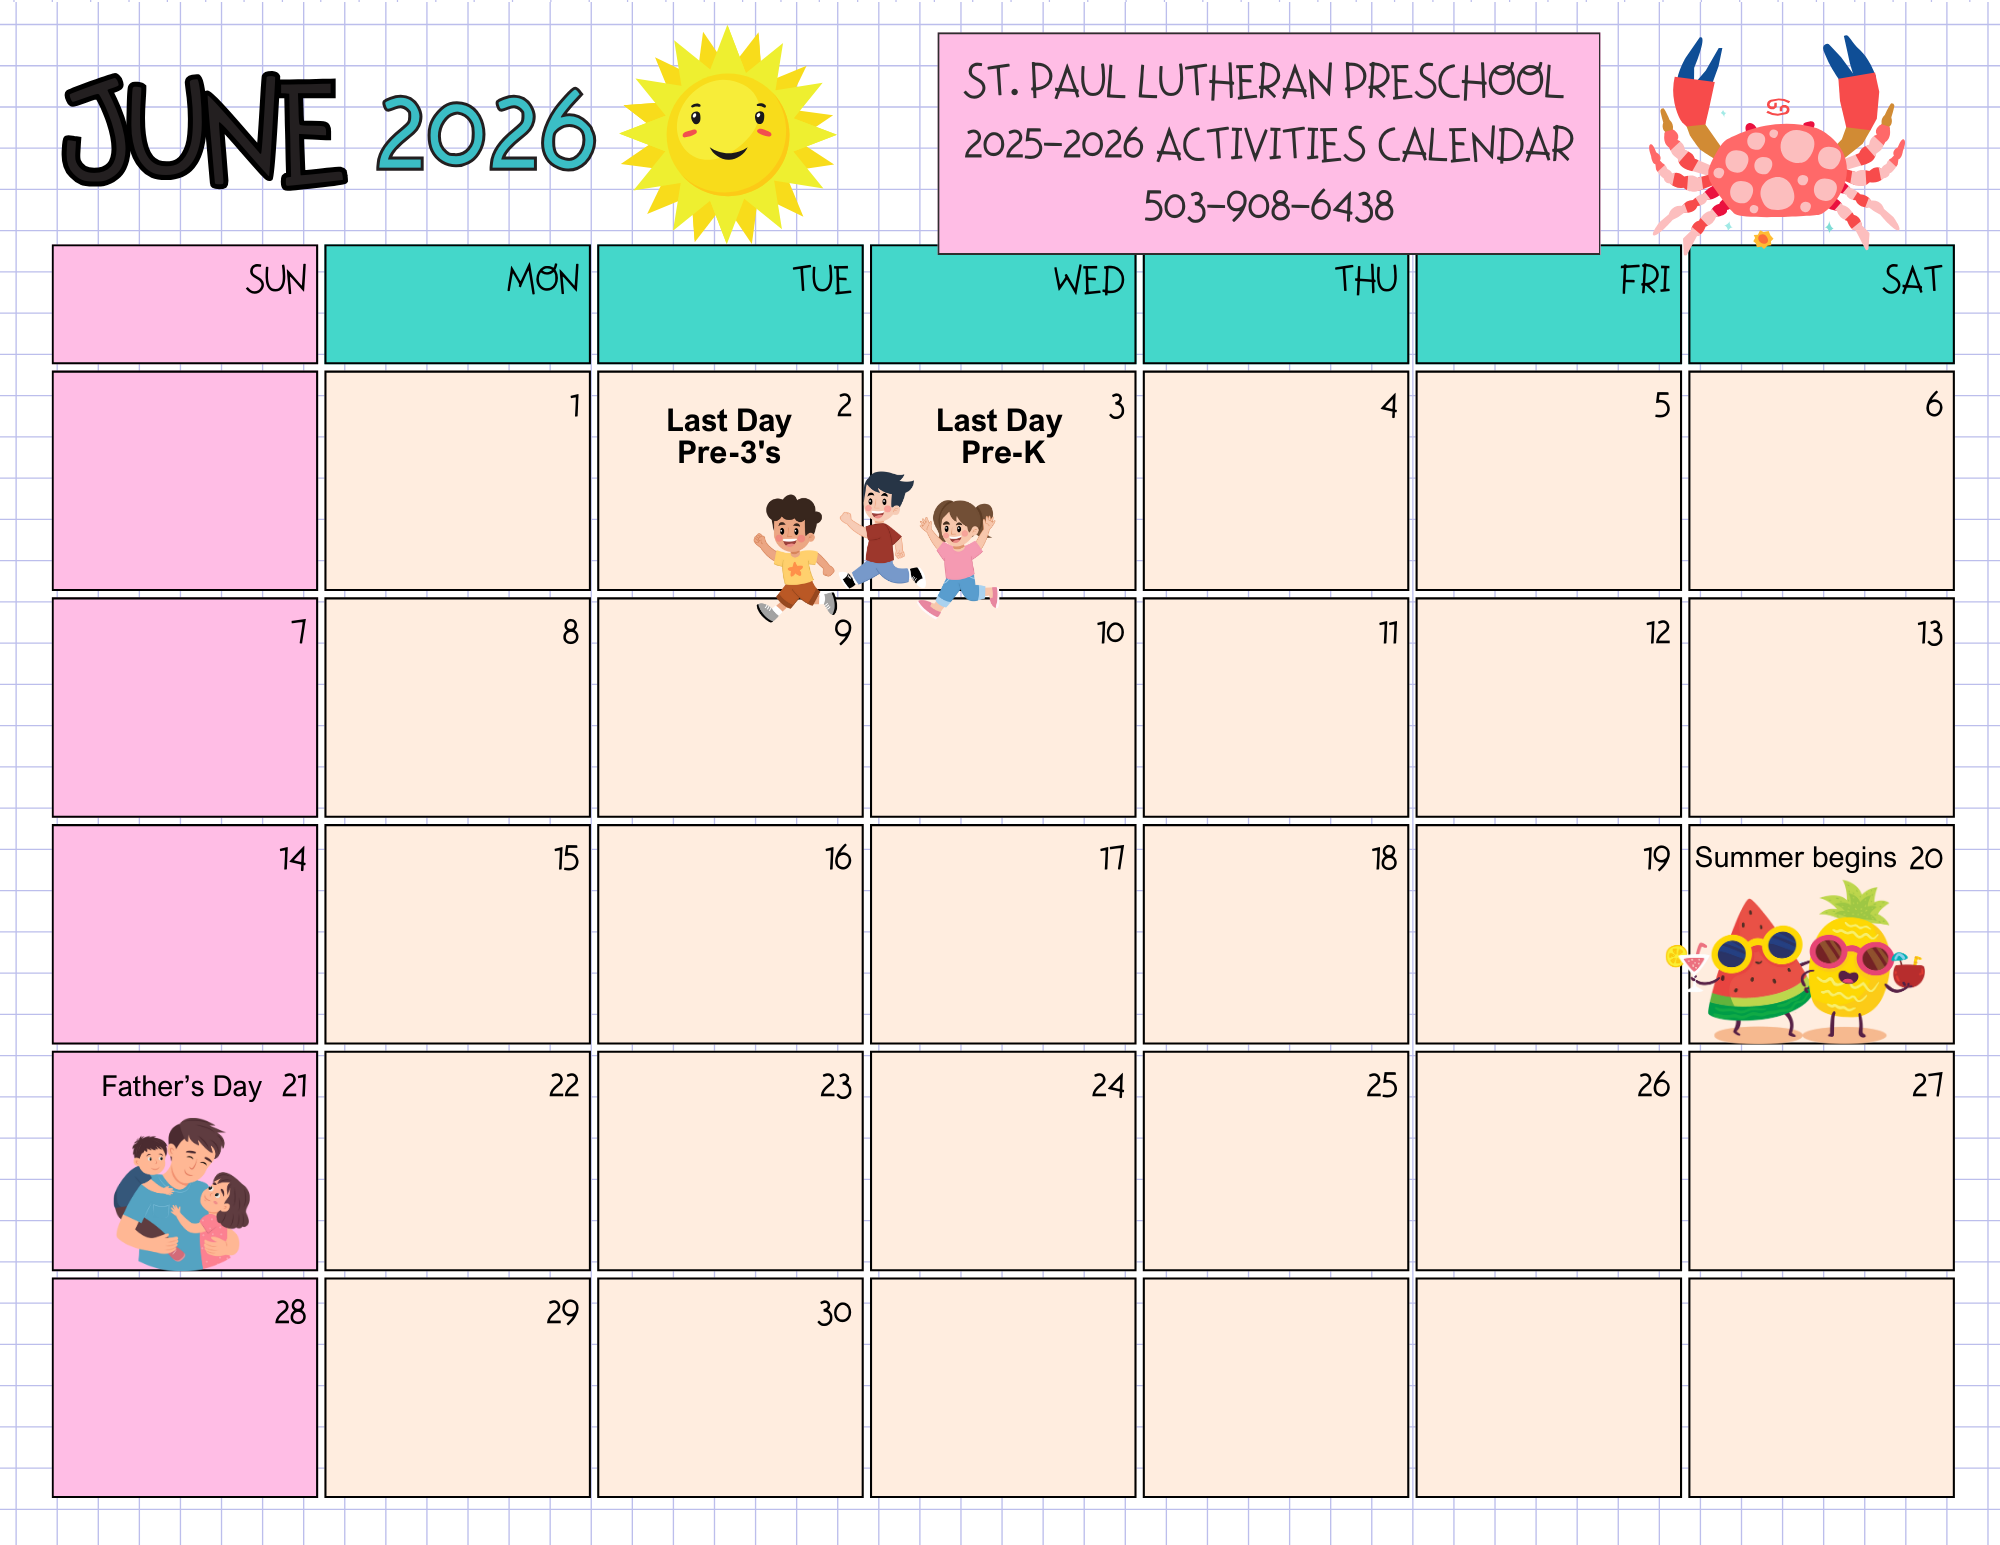 JUNE 2026
ST. PAUL LUTHERAN PRESCHOOL
2025-2026 ACTIVITIES CALENDAR
503-908-6438
SUN MON TUE WED THU FRI SAT
1 2 3 4 5 6
Last Day Last Day
Pre-3's Pre-K
7 8 9 10 11 12 13
14 15 16 17 18 19 Summer begins 20
Father’s Day 21 22 23 24 25 26 27
28 29 30